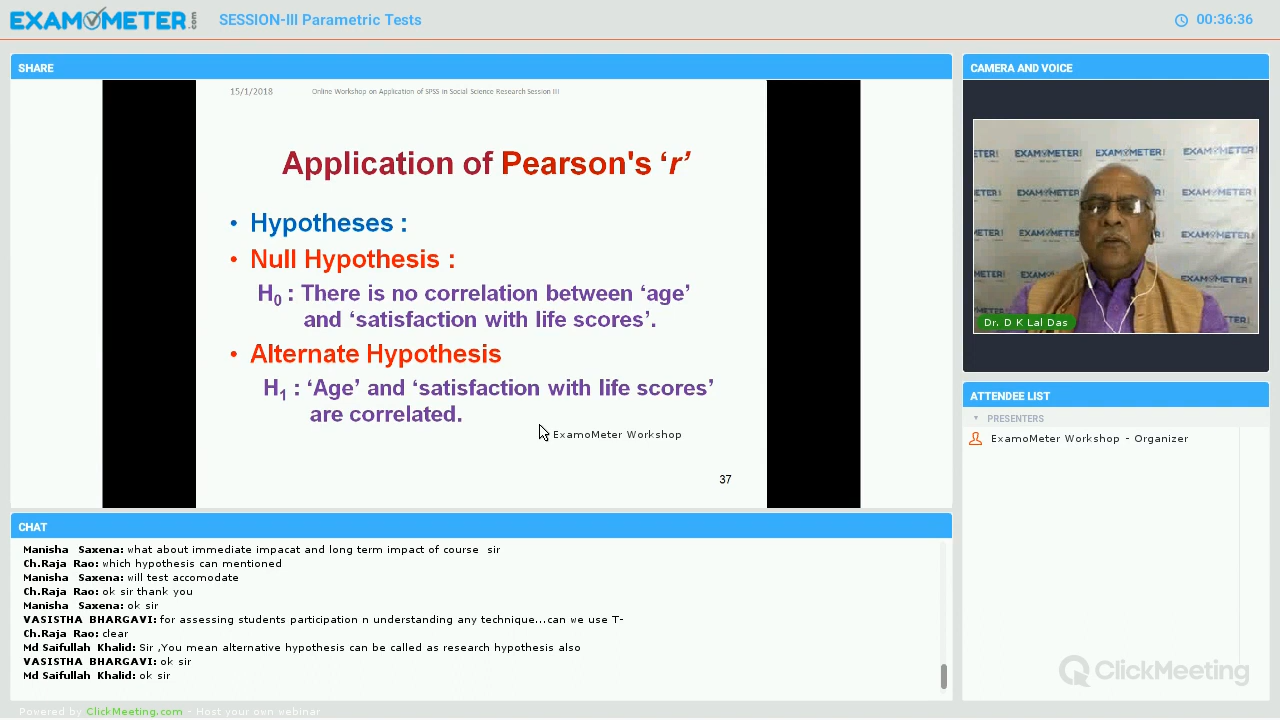 EXAMOMETER.com
SESSION-III Parametric Tests
00:36:36
SHARE
15/1/2018 Online Workshop on Application of SPSS in Social Science Research Session III
Application of Pearson's ‘r’
• Hypotheses :
• Null Hypothesis :
H0 : There is no correlation between ‘age’
and ‘satisfaction with life scores’.
• Alternate Hypothesis
H1 : ‘Age’ and ‘satisfaction with life scores’
are correlated.
ExamoMeter Workshop
37
CAMERA AND VOICE
METER!
EXAMOMETER!
EXAMOMETER!
EXAMOMETER!
EXAMOMETER!
EXAMOMETER!
EXAMOMETER!
Dr. D K Lal Das
ATTENDEE LIST
PRESENTERS
ExamoMeter Workshop - Organizer
CHAT
Manisha Saxena: what about immediate impacat and long term impact of course sir
Ch.Raja Rao: which hypothesis can mentioned
Manisha Saxena: will test accomodate
Ch.Raja Rao: ok sir thank you
Manisha Saxena: ok sir
VASISTHA BHARGAVI: for assessing students participation n understanding any technique...can we use T-
Ch.Raja Rao: clear
Md Saifullah Khalid: Sir ,You mean alternative hypothesis can be called as research hypothesis also
VASISTHA BHARGAVI: ok sir
Md Saifullah Khalid: ok sir
ClickMeeting
Powered by ClickMeeting.com - Host your own webinar